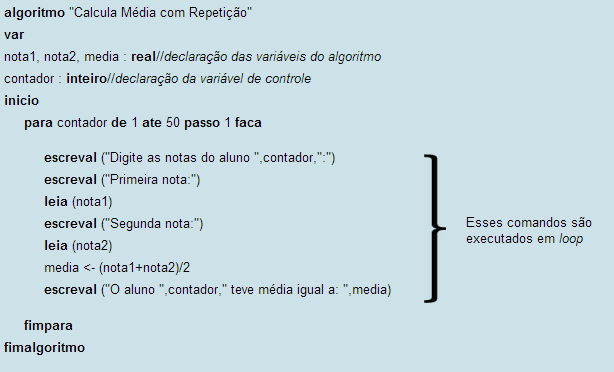 algoritmo "Calcula Média com Repetição"
var
nota1, nota2, media : real//declaração das variáveis do algoritmo
contador : inteiro//declaração da variável de controle
inicio
para contador de 1 ate 50 passo 1 faca
escreval ("Digite as notas do aluno ",contador,":")
escreval ("Primeira nota:")
leia (nota1)
escreval ("Segunda nota:")
leia (nota2)
media <- (nota1+nota2)/2
escreval ("O aluno ",contador," teve média igual a: ",media)
fimpara
fimalgoritmo
Esses comandos são
executados em loop